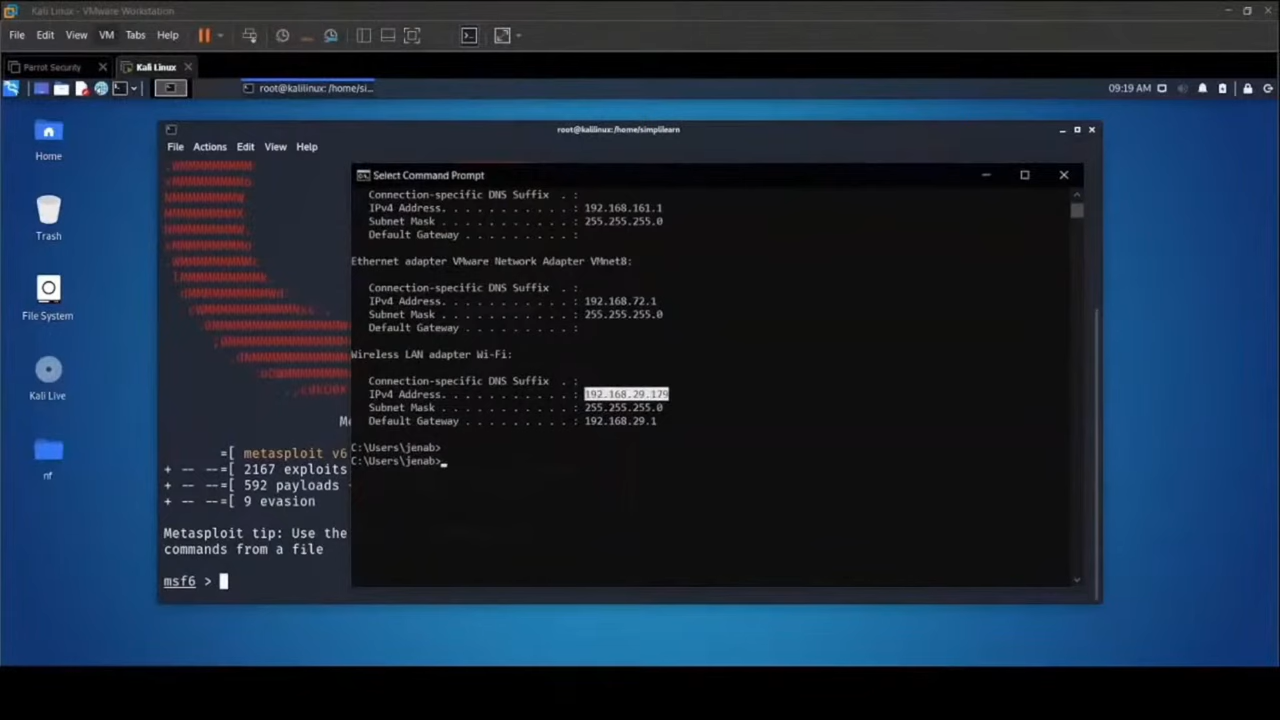 Kali Linux - VMware Workstation
File Edit View VM Tabs Help
Parrot Security
Kali Linux
root@kalilinux: /home/si...
09:19 AM
Home
Trash
File System
Kali Live
nf
root@kalilinux: /home/simplilearn
File Actions Edit View Help
Select Command Prompt
Connection-specific DNS Suffix . :
IPv4 Address. . . . . . . . . . . : 192.168.161.1
Subnet Mask . . . . . . . . . . . : 255.255.255.0
Default Gateway . . . . . . . . . :
Ethernet adapter VMware Network Adapter VMnet8:
Connection-specific DNS Suffix . :
IPv4 Address. . . . . . . . . . . : 192.168.72.1
Subnet Mask . . . . . . . . . . . : 255.255.255.0
Default Gateway . . . . . . . . . :
Wireless LAN adapter Wi-Fi:
Connection-specific DNS Suffix . :
IPv4 Address. . . . . . . . . . . : 192.168.29.179
Subnet Mask . . . . . . . . . . . : 255.255.255.0
Default Gateway . . . . . . . . . : 192.168.29.1
C:\Users\jenab>
C:\Users\jenab>
=[ metasploit v6
+ -- --=[ 2167 exploits
+ -- --=[ 592 payloads -
+ -- --=[ 9 evasion
Metasploit tip: Use the
commands from a file
msf6 >